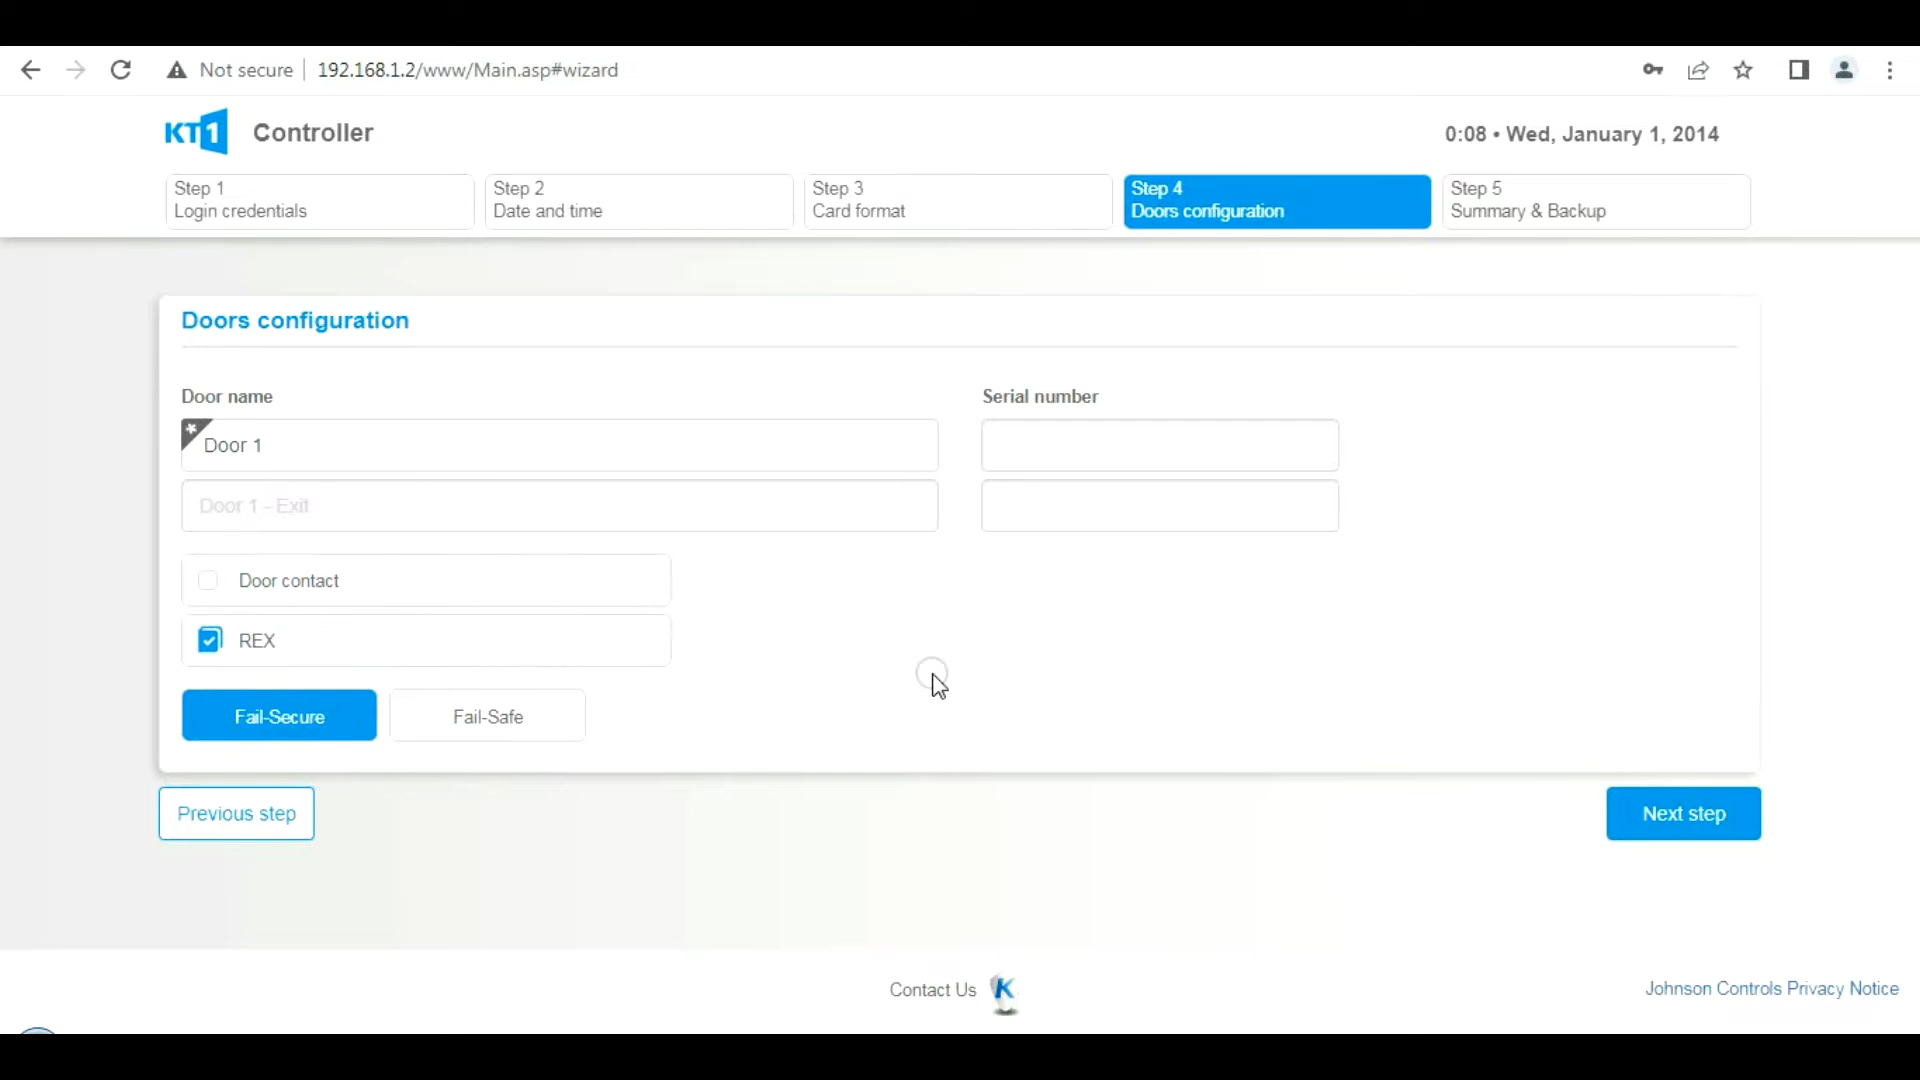 Not secure 192.168.1.2/www/Main.asp#wizard
KT1 Controller
0:08 • Wed, January 1, 2014
Step 1
Login credentials
Step 2
Date and time
Step 3
Card format
Step 4
Doors configuration
Step 5
Summary & Backup
Doors configuration
Door name
Serial number
* Door 1
Door 1 - Exit
Door contact
REX
Fail-Secure
Fail-Safe
Previous step
Next step
Contact Us K
Johnson Controls Privacy Notice